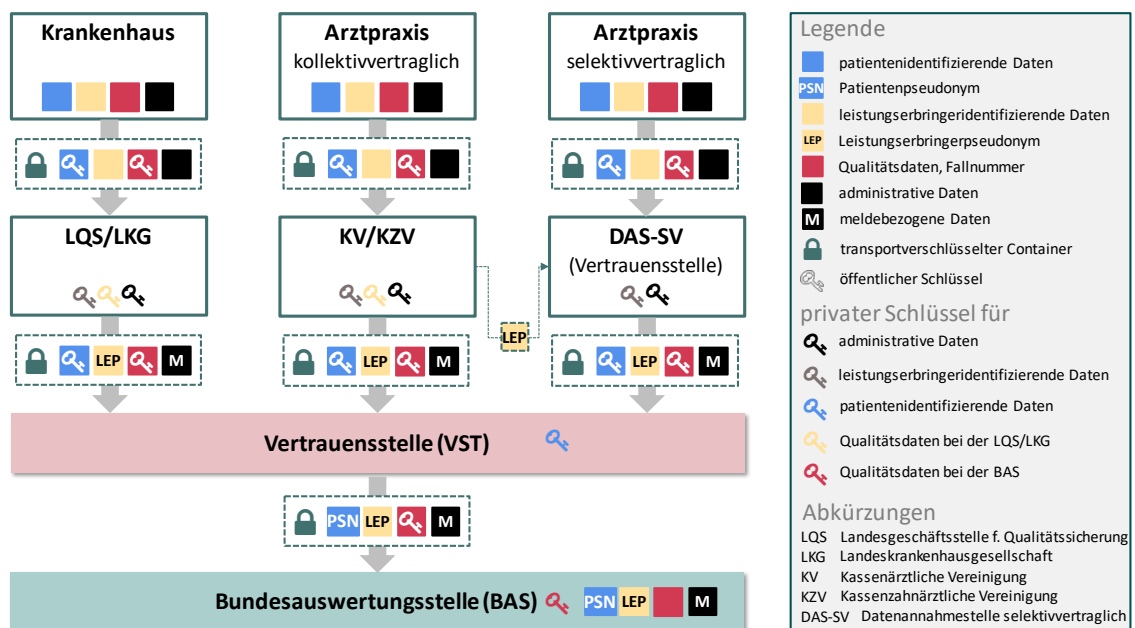 Krankenhaus
Arztpraxis
kollektivvertraglich
Arztpraxis
selektivvertraglich
LQS/LKG
KV/KZV
DAS-SV
(Vertrauensstelle)
LEP
LEP
M
LEP
M
LEP
M
Vertrauensstelle (VST)
PSN
LEP
M
Bundesauswertungsstelle (BAS)
PSN
LEP
M
Legende
patientenidentifizierende Daten
PSN Patientenpseudonym
leistungserbringeridentifizierende Daten
LEP Leistungserbringerpseudonym
Qualitätsdaten, Fallnummer
administrative Daten
M meldebezogene Daten
transportverschlüsselter Container
öffentlicher Schlüssel
privater Schlüssel für
administrative Daten
leistungserbringeridentifizierende Daten
patientenidentifizierende Daten
Qualitätsdaten bei der LQS/LKG
Qualitätsdaten bei der BAS
Abkürzungen
LQS Landesgeschäftsstelle f. Qualitätssicherung
LKG Landeskrankenhausgesellschaft
KV Kassenärztliche Vereinigung
KZV Kassenzahnärztliche Vereinigung
DAS-SV Datenannahmestelle selektivvertraglich